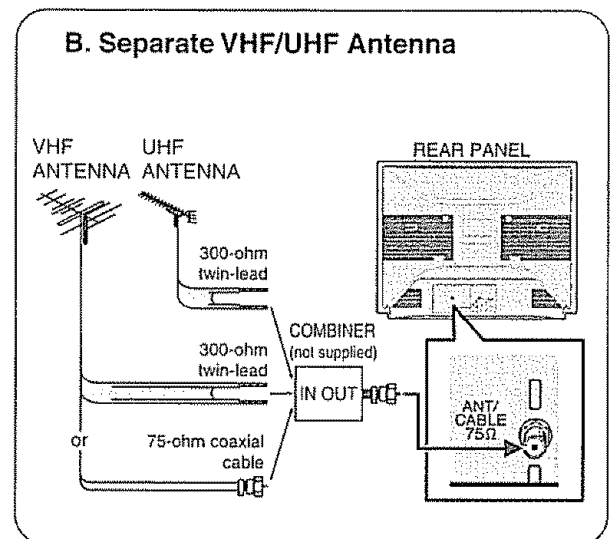 B. Separate VHF/UHF Antenna
VHF
ANTENNA
UHF
ANTENNA
REAR PANEL
300-ohm
twin-lead
COMBINER
(not supplied)
300-ohm
twin-lead
IN OUT
ANT/
CABLE
75Ω
or
75-ohm coaxial
cable